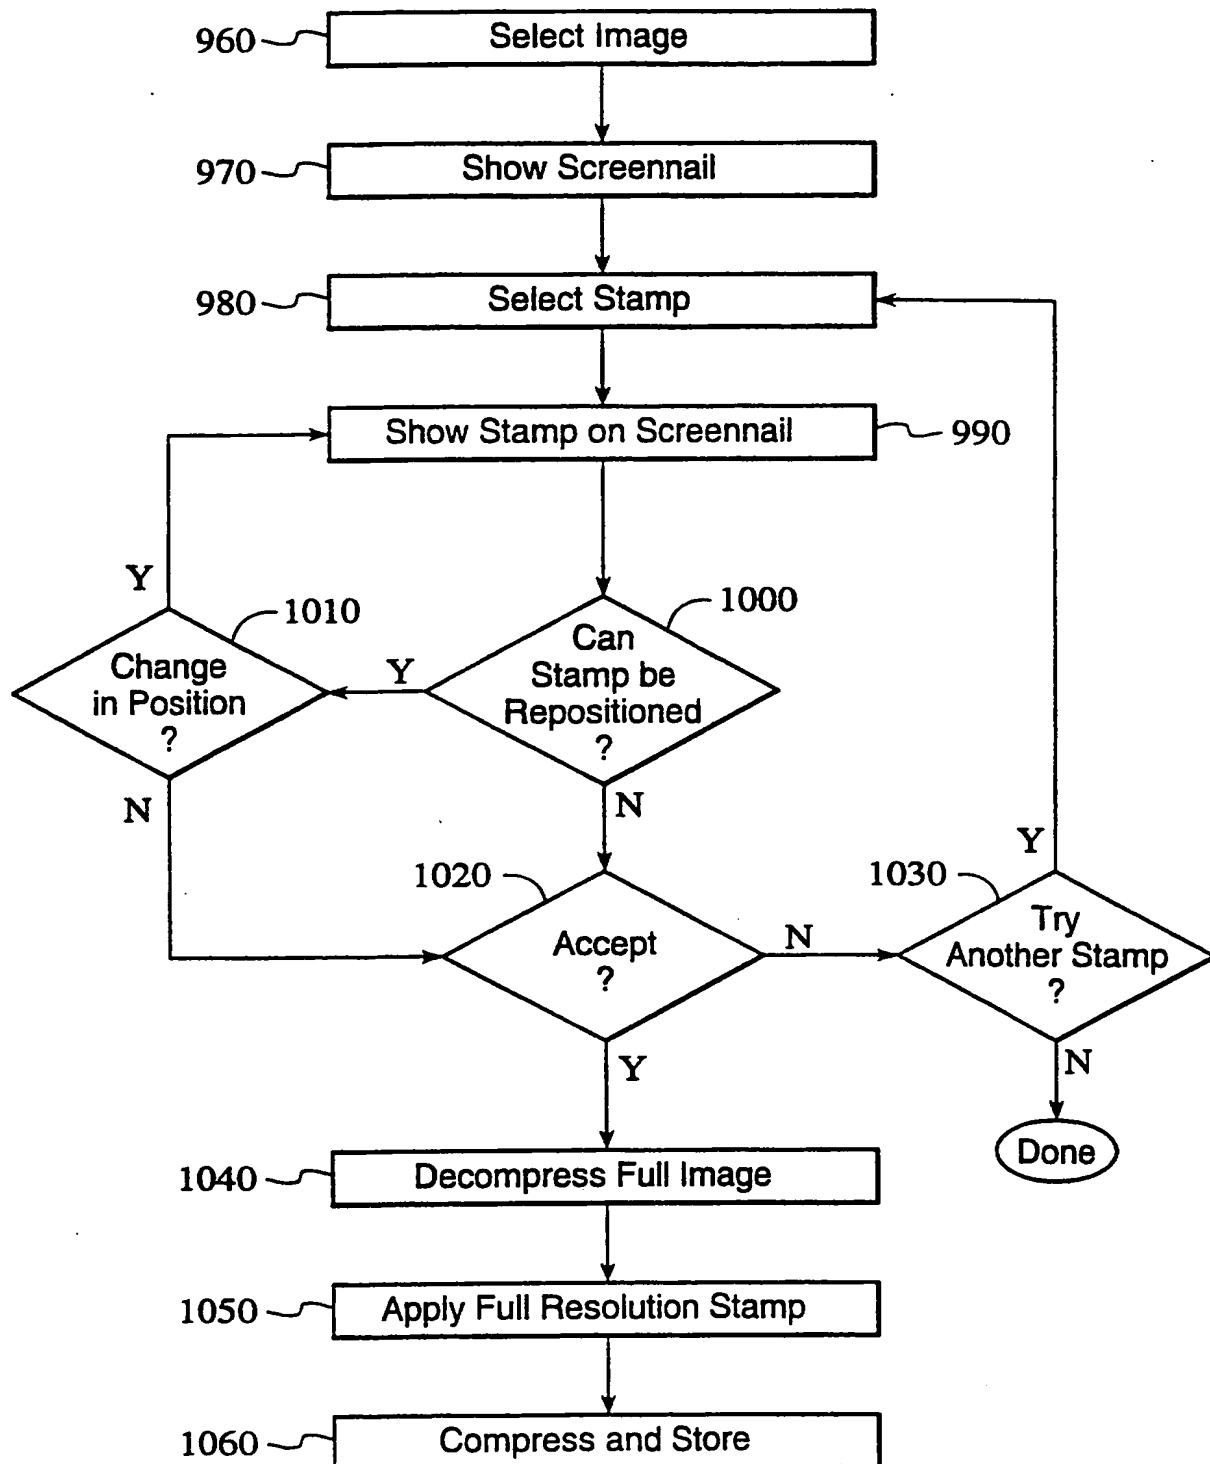 960
Select Image
970
Show Screennail
980
Select Stamp
Show Stamp on Screennail
990
Y
1010
1000
Change
in Position
?
Y
Can
Stamp be
Repositioned
?
N
N
1020
Accept
?
N
1030
Y
Try
Another Stamp
?
Y
N
Done
1040
Decompress Full Image
1050
Apply Full Resolution Stamp
1060
Compress and Store